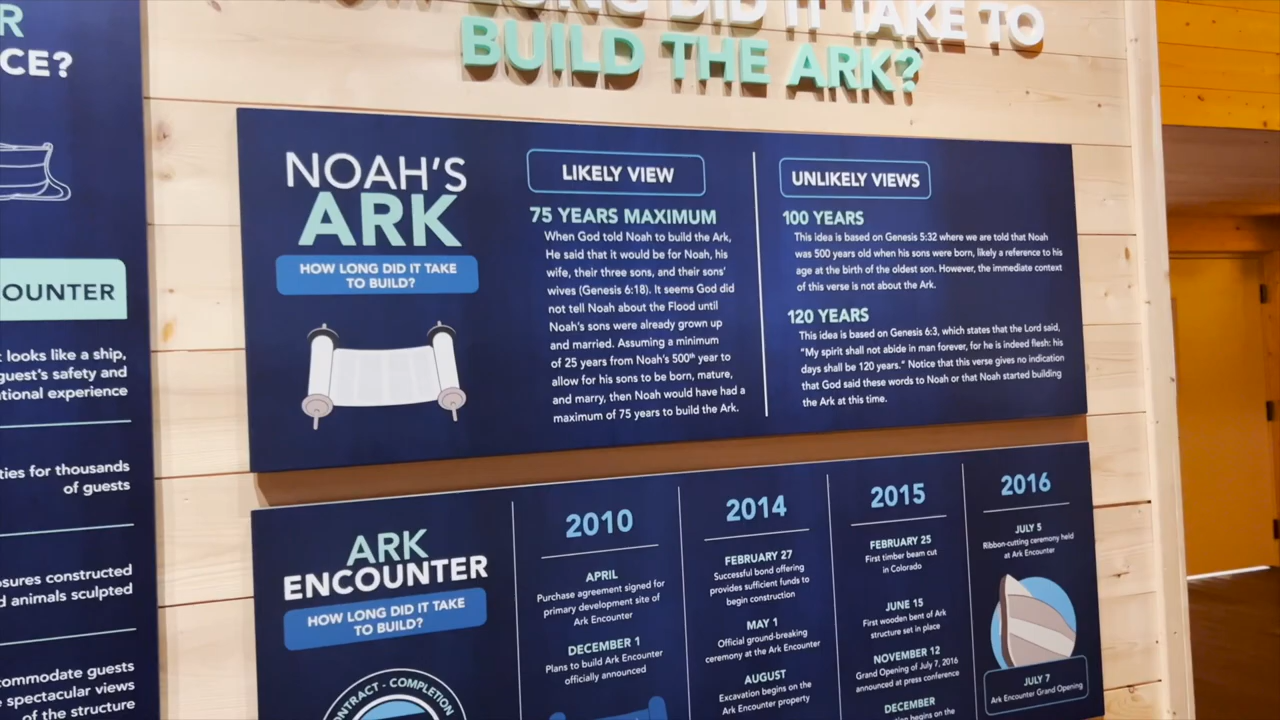 R
CE?
OUNTER
looks like a ship,
guest's safety and
tional experience
ties for thousands
of guests
osures constructed
animals sculpted
guests
spectacular views
of the structure
LONG DID IT TAKE TO
BUILD THE ARK?
NOAH'S
ARK
HOW LONG DID IT TAKE
TO BUILD?
LIKELY VIEW
75 YEARS MAXIMUM
When God told Noah to build the Ark,
He said that it would be for Noah, his
wife, their three sons, and their sons'
wives (Genesis 6:18). It seems God did
not tell Noah about the Flood until
Noah's sons were already grown up
and married. Assuming a minimum
of 25 years from Noah's 500th year to
allow for his sons to be born, mature,
and marry, then Noah would have had a
maximum of 75 years to build the Ark.
UNLIKELY VIEWS
100 YEARS
This idea is based on Genesis 5:32 where we are told that Noah
was 500 years old when his sons were born, likely a reference to his
age at the birth of the oldest son. However, the immediate context
of this verse is not about the Ark.
120 YEARS
This idea is based on Genesis 6:3, which states that the Lord said,
"My spirit shall not abide in man forever, for he is indeed flesh: his
days shall be 120 years." Notice that this verse gives no indication
that God said these words to Noah or that Noah started building
the Ark at this time.
ARK
ENCOUNTER
HOW LONG DID IT TAKE
TO BUILD?
NTRACT - COMPLETION
2010
APRIL
Purchase agreement signed for
primary development site of
Ark Encounter
DECEMBER 1
Plans to build Ark Encounter
officially announced
2014
FEBRUARY 27
Successful bond offering
provides sufficient funds to
begin construction
MAY 1
Official ground-breaking
ceremony at the Ark Encounter
AUGUST
Excavation begins on the
Ark Encounter property
2015
FEBRUARY 25
First timber beam cut
in Colorado
JUNE 15
First wooden bent of Ark
structure set in place
NOVEMBER 12
Grand Opening of July 7, 2016
announced at press conference
DECEMBER
begins on the
2016
JULY 5
Ribbon-cutting ceremony held
at Ark Encounter
JULY 7
Ark Encounter Grand Opening